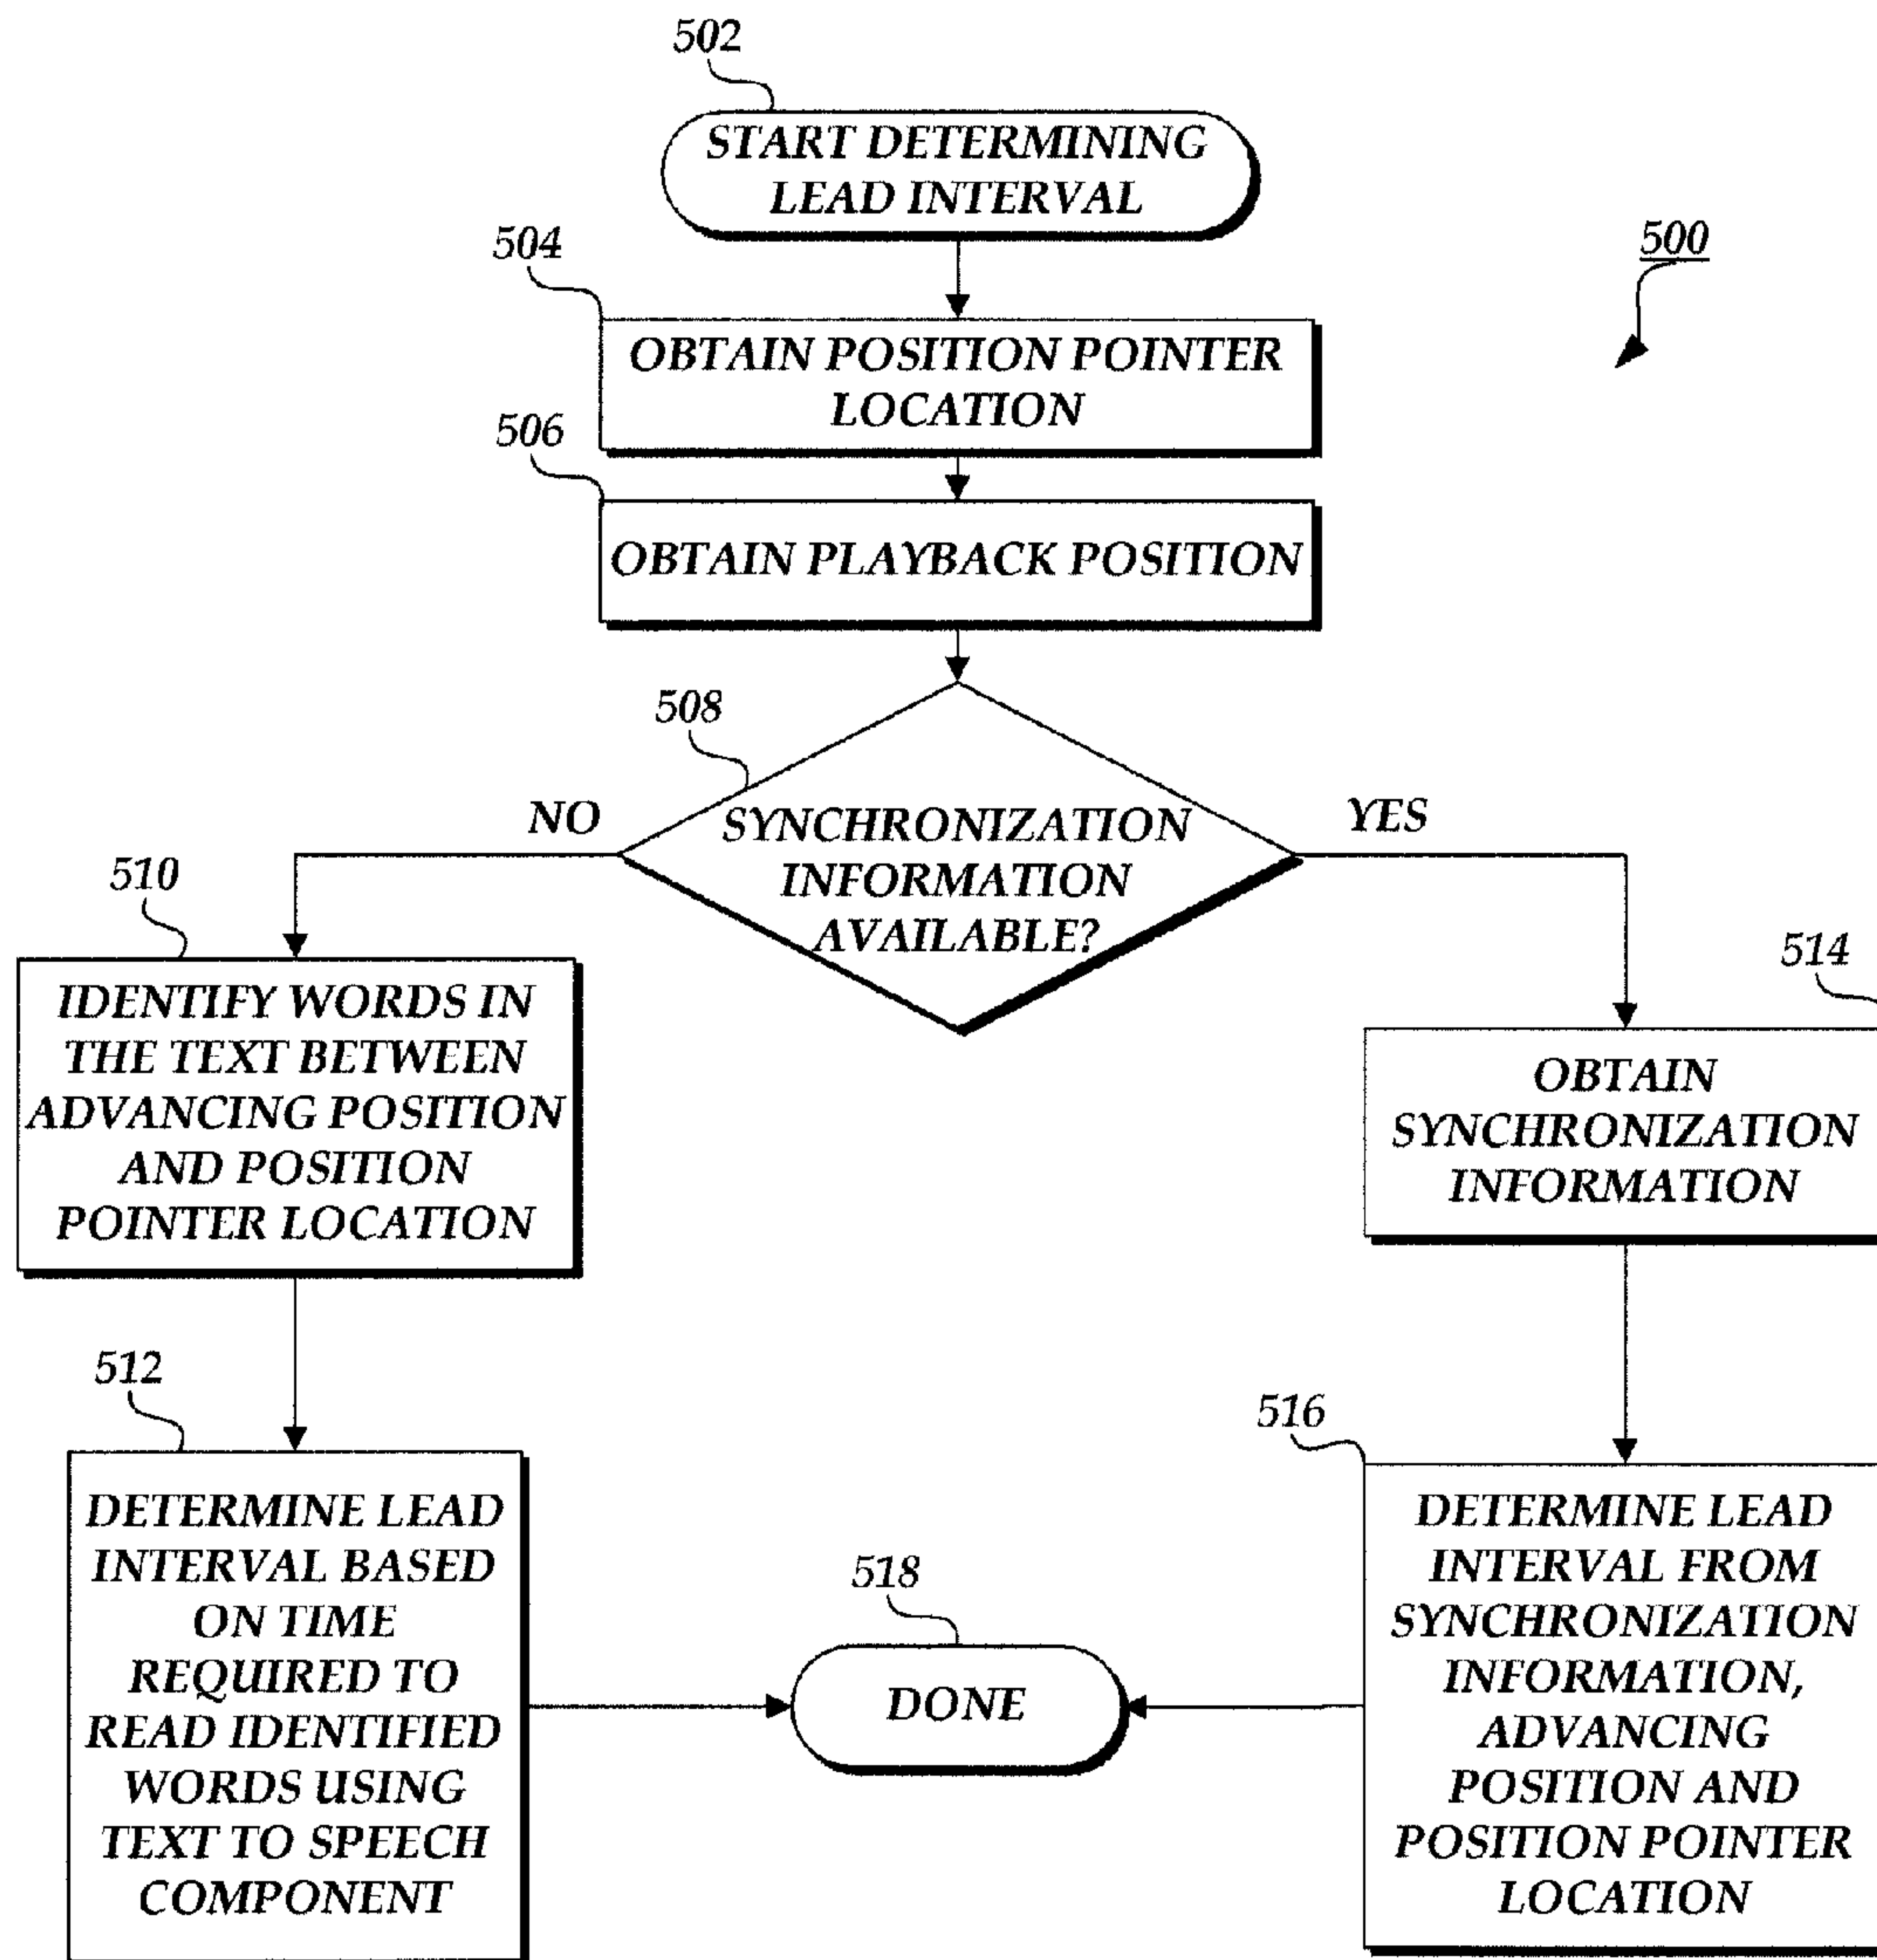 502
START DETERMINING
LEAD INTERVAL
500
504
OBTAIN POSITION POINTER
LOCATION
506
OBTAIN PLAYBACK POSITION
508
SYNCHRONIZATION
INFORMATION
AVAILABLE?
NO
YES
510
IDENTIFY WORDS IN
THE TEXT BETWEEN
ADVANCING POSITION
AND POSITION
POINTER LOCATION
514
OBTAIN
SYNCHRONIZATION
INFORMATION
512
DETERMINE LEAD
INTERVAL BASED
ON TIME
REQUIRED TO
READ IDENTIFIED
WORDS USING
TEXT TO SPEECH
COMPONENT
516
DETERMINE LEAD
INTERVAL FROM
SYNCHRONIZATION
INFORMATION,
ADVANCING
POSITION AND
POSITION POINTER
LOCATION
518
DONE